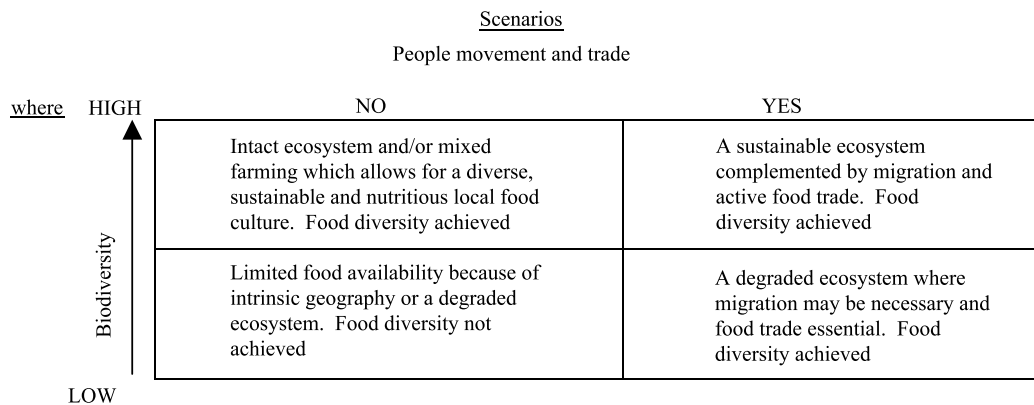 Scenarios
People movement and trade
where HIGH NO YES
Intact ecosystem and/or mixed
farming which allows for a diverse,
sustainable and nutritious local food
culture. Food diversity achieved
A sustainable ecosystem
complemented by migration and
active food trade. Food
diversity achieved
Biodiversity
Limited food availability because of
intrinsic geography or a degraded
ecosystem. Food diversity not
achieved
A degraded ecosystem where
migration may be necessary and
food trade essential. Food
diversity achieved
LOW